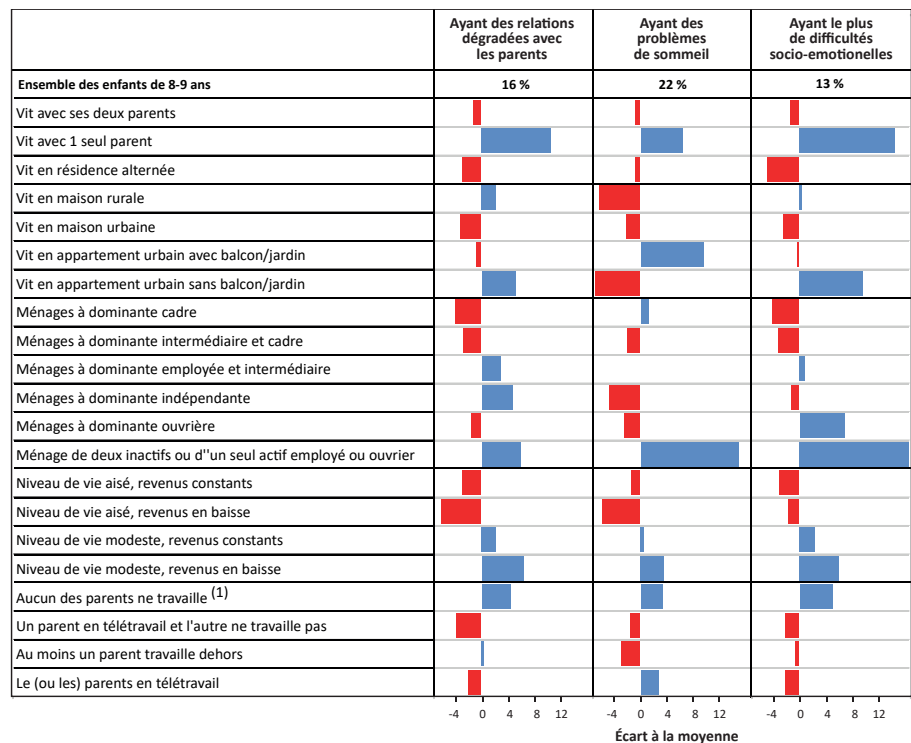 Ayant des relations
dégradées avec
les parents
Ayant des
problèmes
de sommeil
Ayant le plus
de difficultés
socio-emotionelles
Ensemble des enfants de 8-9 ans 16 % 22 % 13 %
Vit avec ses deux parents
Vit avec 1 seul parent
Vit en résidence alternée
Vit en maison rurale
Vit en maison urbaine
Vit en appartement urbain avec balcon/jardin
Vit en appartement urbain sans balcon/jardin
Ménages à dominante cadre
Ménages à dominante intermédiaire et cadre
Ménages à dominante employée et intermédiaire
Ménages à dominante indépendante
Ménages à dominante ouvrière
Ménage de deux inactifs ou d''un seul actif employé ou ouvrier
Niveau de vie aisé, revenus constants
Niveau de vie aisé, revenus en baisse
Niveau de vie modeste, revenus constants
Niveau de vie modeste, revenus en baisse
Aucun des parents ne travaille (1)
Un parent en télétravail et l'autre ne travaille pas
Au moins un parent travaille dehors
Le (ou les) parents en télétravail
-4 0 4 8 12 -4 0 4 8 12 -4 0 4 8 12
Écart à la moyenne